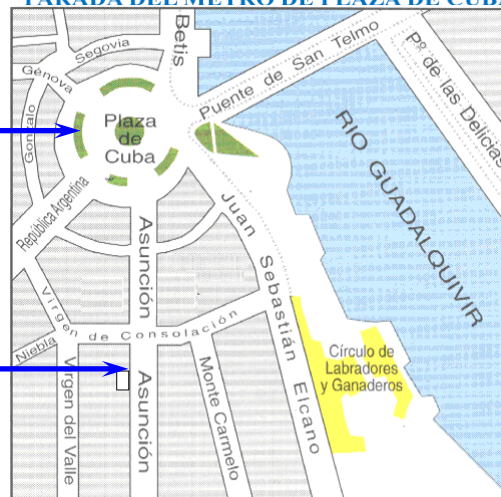 PARADA DEL METRO DE PLAZA DE CUBA
Betis
Segovia
Génova
Gonzalo
Puente de San Telmo
Pº de las Delicias
Plaza
de
Cuba
RIO GUADALQUIVIR
República Argentina
Asunción
Juan Sebastián Elcano
Virgen de Consolación
Niebla
Círculo de
Labradores
y Ganaderos
Virgen del Valle
Asunción
Monte Carmelo